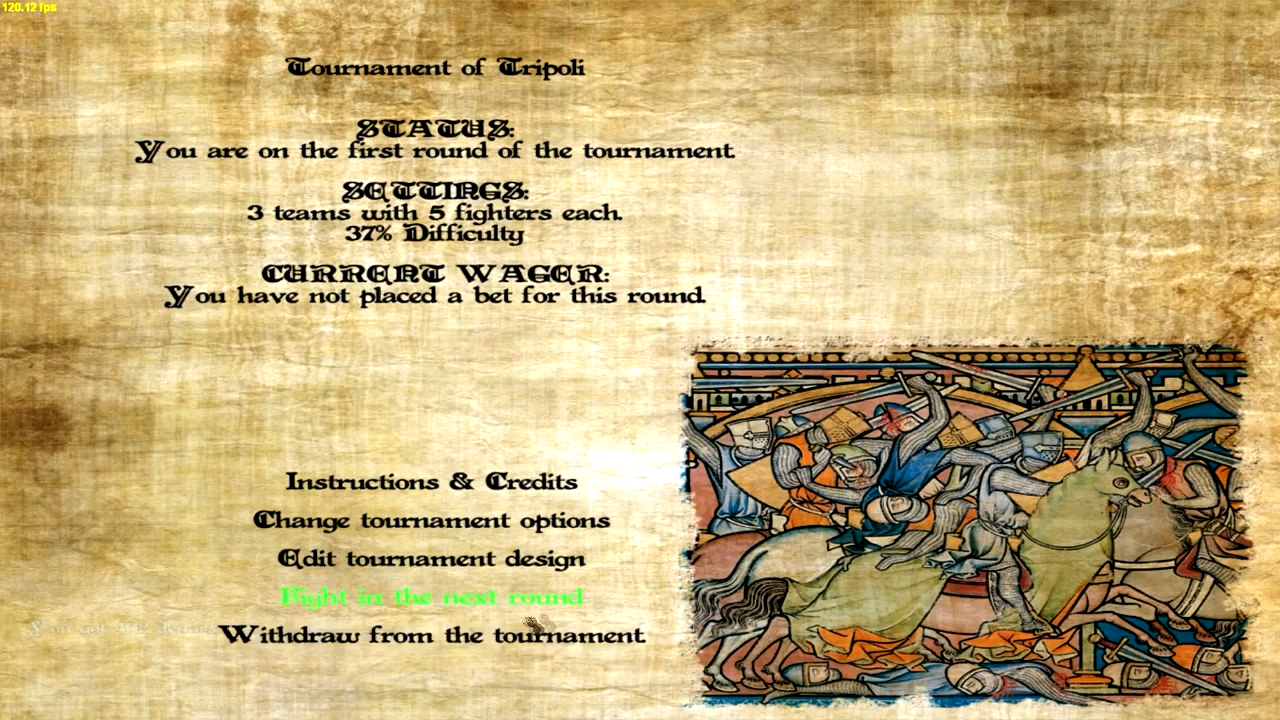 120.12 fps
Tournament of Tripoli
STATUS:
You are on the first round of the tournament.
SETTINGS:
3 teams with 5 fighters each.
37% Difficulty
CURRENT WAGER:
You have not placed a bet for this round.
Instructions & Credits
Change tournament options
Edit tournament design
Fight in the next round
You got
Withdraw from the tournament.